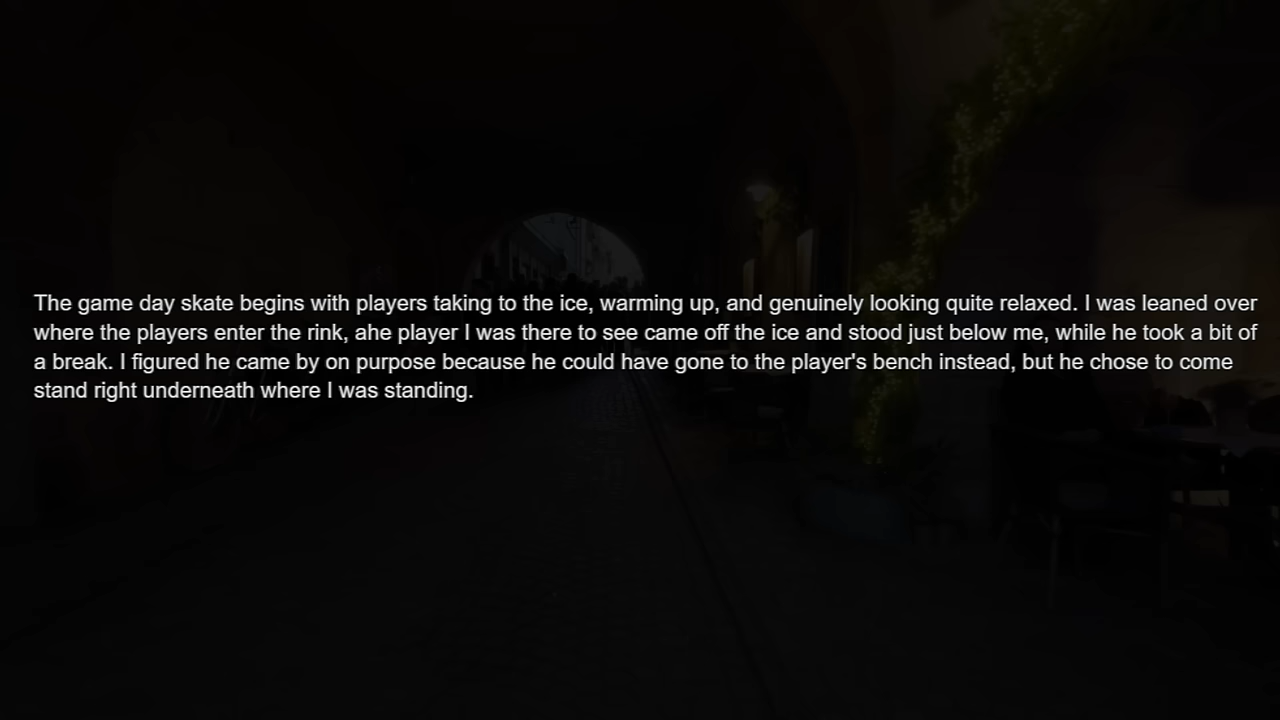 The game day skate begins with players taking to the ice, warming up, and genuinely looking quite relaxed. I was leaned over
where the players enter the rink, ahe player I was there to see came off the ice and stood just below me, while he took a bit of
a break. I figured he came by on purpose because he could have gone to the player's bench instead, but he chose to come
stand right underneath where I was standing.